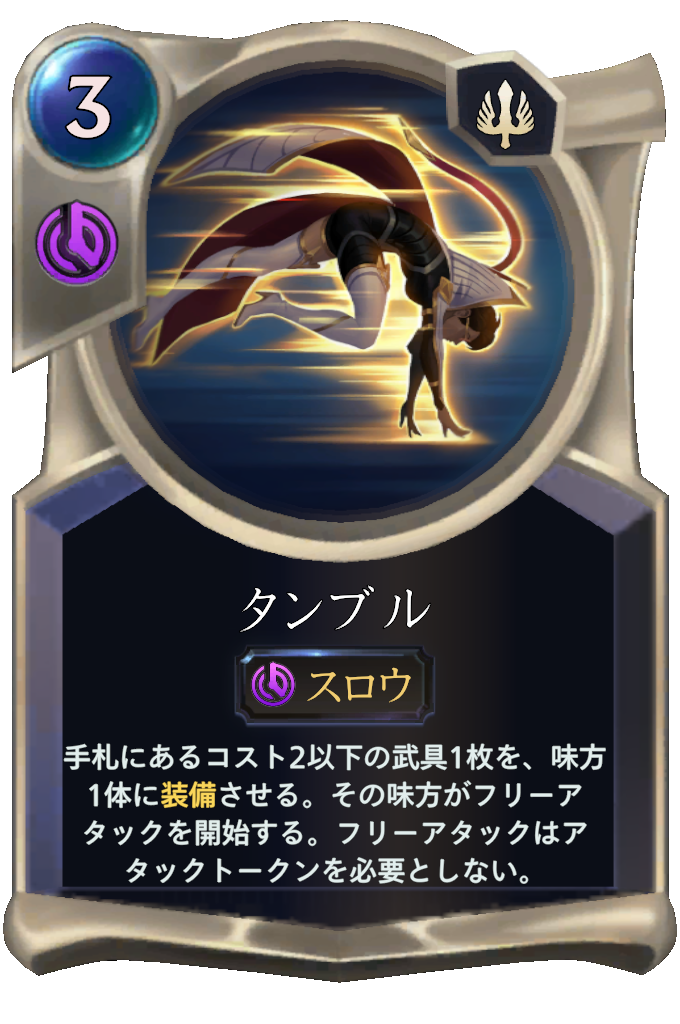 3
タンブル
スロウ
手札にあるコスト2以下の武具1枚を、味方
1体に装備させる。その味方がフリーア
タックを開始する。フリーアタックはア
タックトークンを必要としない。